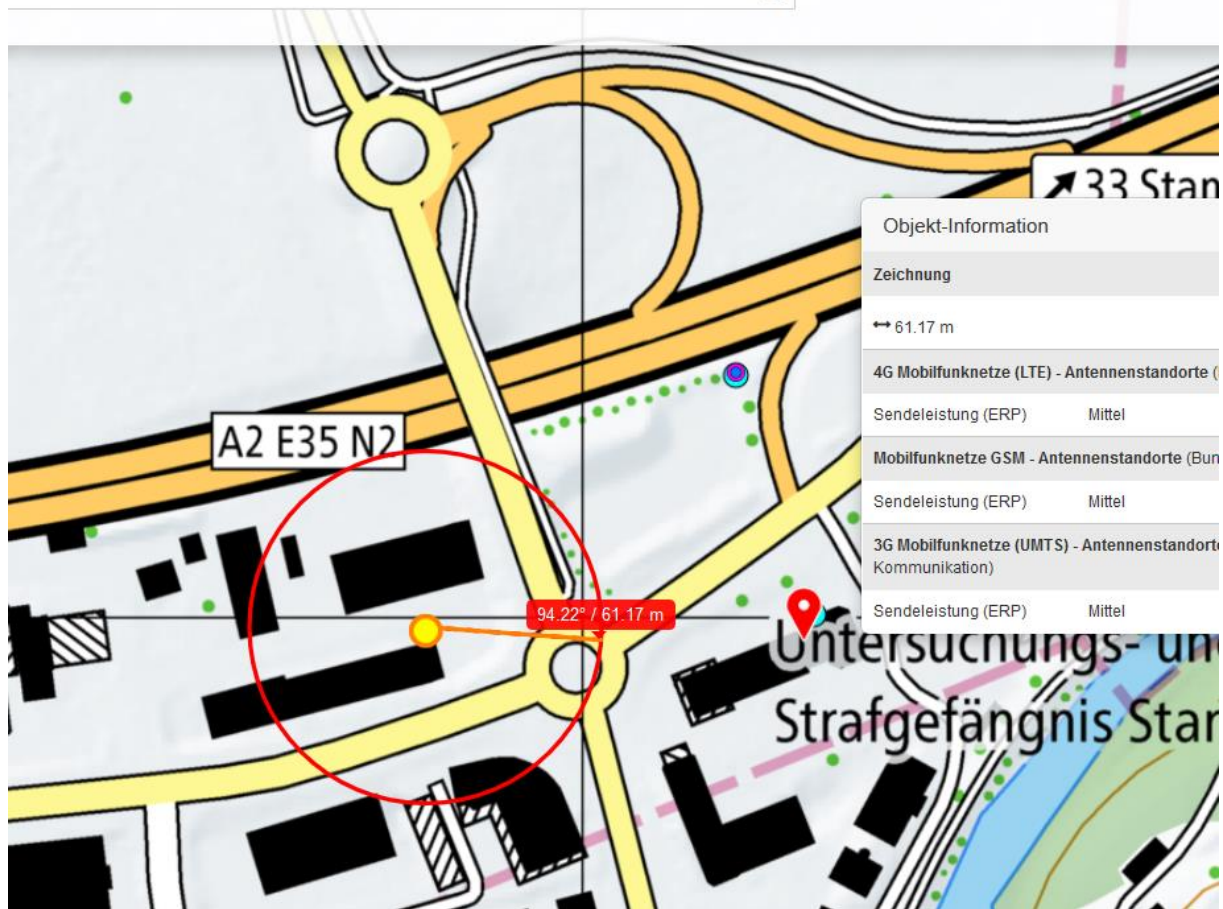 33 Stan
Objekt-Information
Zeichnung
↔ 61.17 m
4G Mobilfunknetze (LTE) - Antennenstandorte (
Sendeleistung (ERP) Mittel
A2 E35 N2
Mobilfunknetze GSM - Antennenstandorte (Bun
Sendeleistung (ERP) Mittel
3G Mobilfunknetze (UMTS) - Antennenstandorte
Kommunikation)
Sendeleistung (ERP) Mittel
94.22° / 61.17 m
Untersuchungs- un
Strafgefängnis Stan